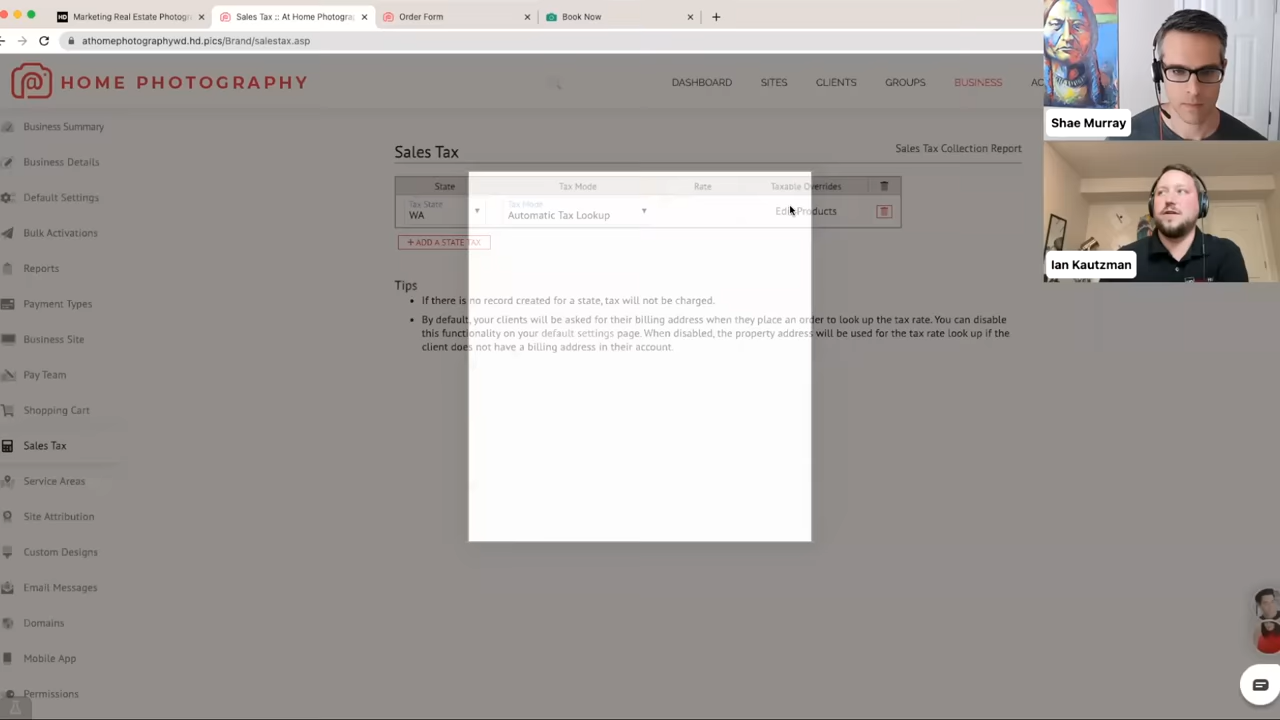 HD Marketing Real Estate Photogr
Sales Tax :: At Home Photogra
Order Form
Book Now
athomephotographywd.hd.pics/Brand/salestax.asp
@ HOME PHOTOGRAPHY
DASHBOARD
SITES
CLIENTS
GROUPS
BUSINESS
AC
Shae Murray
Ian Kautzman
Business Summary
Business Details
Default Settings
Bulk Activations
Reports
Payment Types
Business Site
Pay Team
Shopping Cart
Sales Tax
Service Areas
Site Attribution
Custom Designs
Email Messages
Domains
Mobile App
Permissions
Sales Tax
Sales Tax Collection Report
State Tax Mode Rate Taxable Overrides
Tax State Tax Mode
WA Automatic Tax Lookup Edit Products
+ ADD A STATE TAX
Tips
• If there is no record created for a state, tax will not be charged.
• By default, your clients will be asked for their billing address when they place an order to look up the tax rate. You can disable
this functionality on your default settings page. When disabled, the property address will be used for the tax rate look up if the
client does not have a billing address in their account.